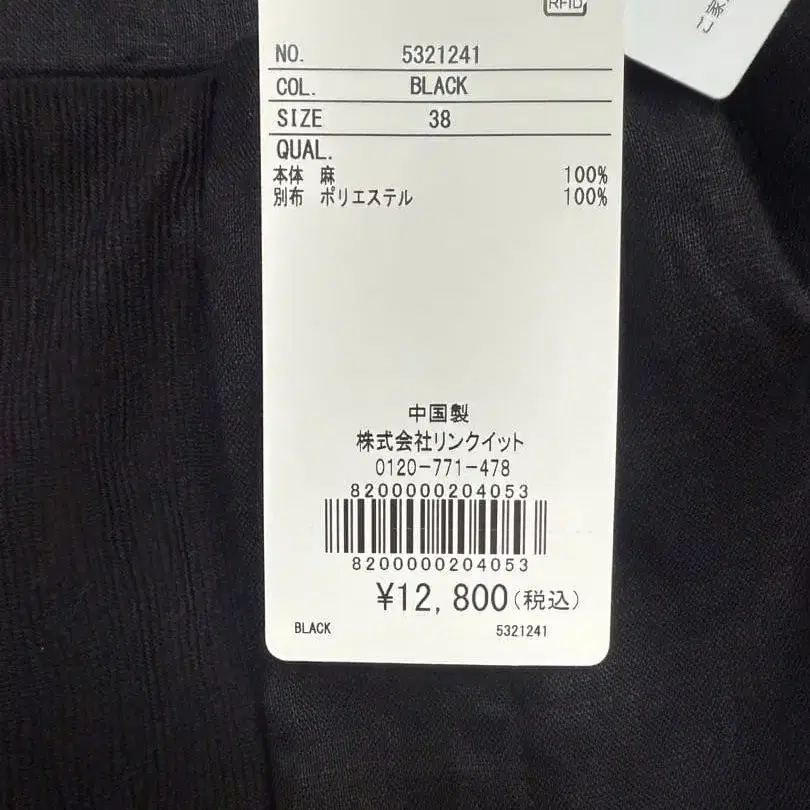 RFID
NO. 5321241
COL. BLACK
SIZE 38
QUAL.
本体 麻 100%
別布 ポリエステル 100%
中国製
株式会社リンクイット
0120-771-478
8200000204053
8200000204053
¥12,800(税込)
BLACK 5321241